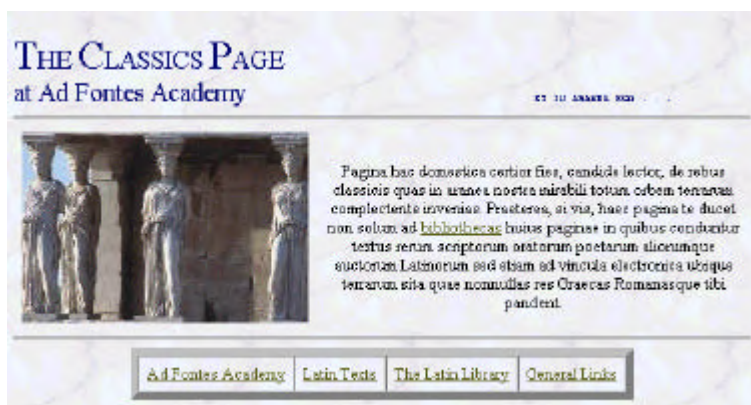 THE CLASSICS PAGE
at Ad Fontes Academy
Pagina hac domestica certior fies, candide lector, de rebus
classicis quas in aranea nostra mirabili totum orbem terrarum
complectente invenias. Praeterea, si vis, haec pagina te ducet
non solum ad bibliothecas huius paginae in quibus conduntur
textus rerum scriptorum oratorum poetarum aliorumque
auctorum Latinorum sed etiam ad vincula electronica ubique
terrarum sita quae nonnullas res Graecas Romanasque tibi
pandent.
Ad Fontes Academy
Latin Texts
The Latin Library
General Links